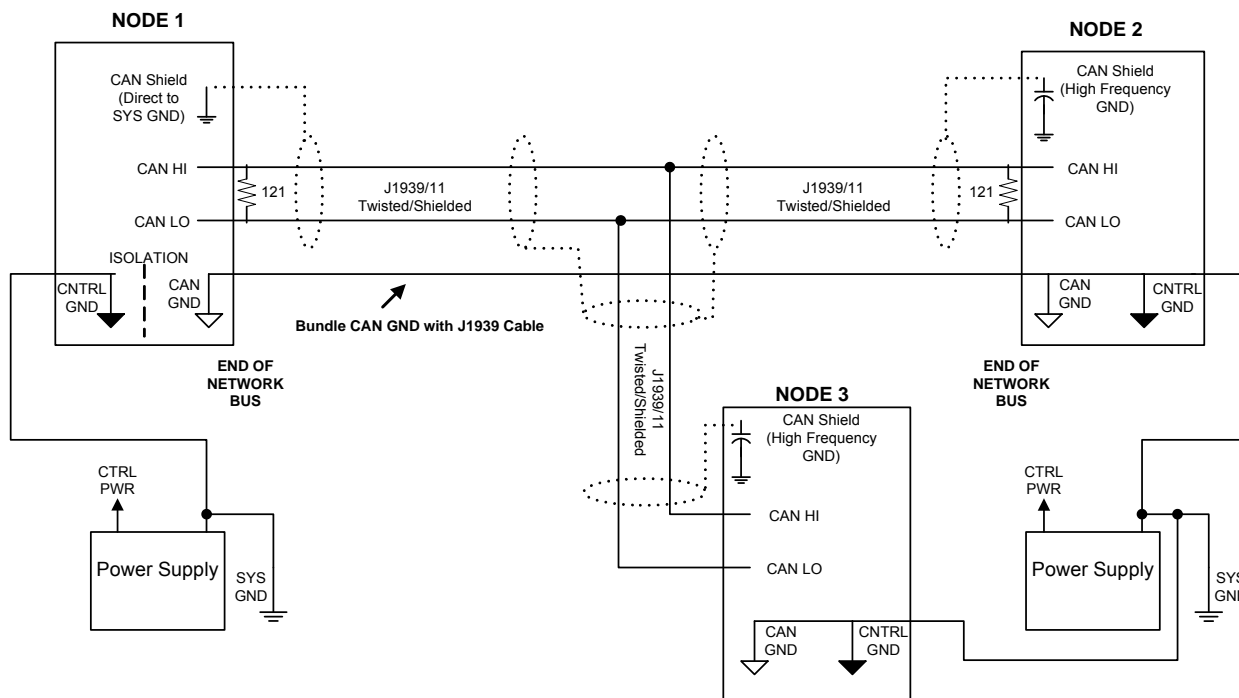 NODE 1
CAN Shield
(Direct to
SYS GND)
CAN HI
121
CAN LO
ISOLATION
CNTRL
GND
CAN
GND
END OF
NETWORK
BUS
J1939/11
Twisted/Shielded
J1939/11
Twisted/Shielded
Bundle CAN GND with J1939 Cable
NODE 2
CAN Shield
(High Frequency
GND)
121
CAN HI
CAN LO
CAN
GND
CNTRL
GND
END OF
NETWORK
BUS
J1939/11
Twisted/Shielded
NODE 3
CAN Shield
(High Frequency
GND)
CAN HI
CAN LO
CAN
GND
CNTRL
GND
CTRL
PWR
Power Supply
SYS
GND
CTRL
PWR
Power Supply
SYS
GND